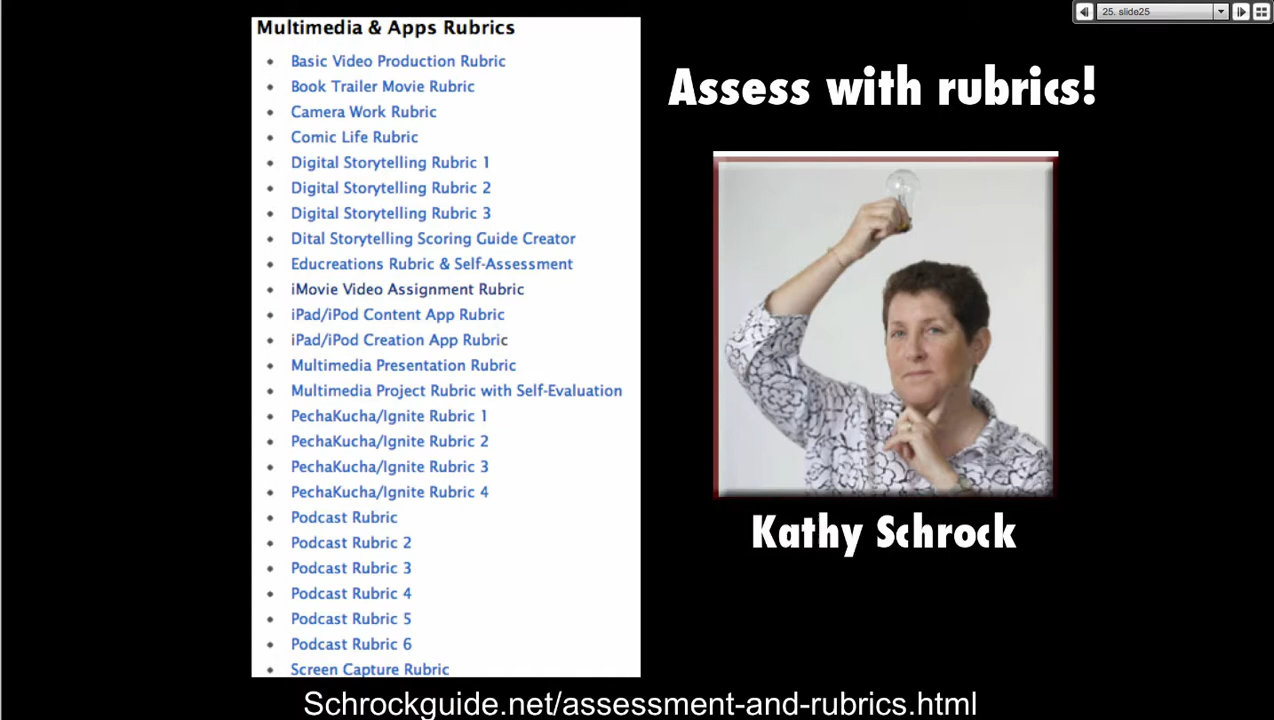 25. slide25
Multimedia & Apps Rubrics
Basic Video Production Rubric
Book Trailer Movie Rubric
Camera Work Rubric
Comic Life Rubric
Digital Storytelling Rubric 1
Digital Storytelling Rubric 2
Digital Storytelling Rubric 3
Dital Storytelling Scoring Guide Creator
Educreations Rubric & Self-Assessment
iMovie Video Assignment Rubric
iPad/iPod Content App Rubric
iPad/iPod Creation App Rubric
Multimedia Presentation Rubric
Multimedia Project Rubric with Self-Evaluation
PechaKucha/Ignite Rubric 1
PechaKucha/Ignite Rubric 2
PechaKucha/Ignite Rubric 3
PechaKucha/Ignite Rubric 4
Podcast Rubric
Podcast Rubric 2
Podcast Rubric 3
Podcast Rubric 4
Podcast Rubric 5
Podcast Rubric 6
Screen Capture Rubric
Assess with rubrics!
Kathy Schrock
Schrockguide.net/assessment-and-rubrics.html